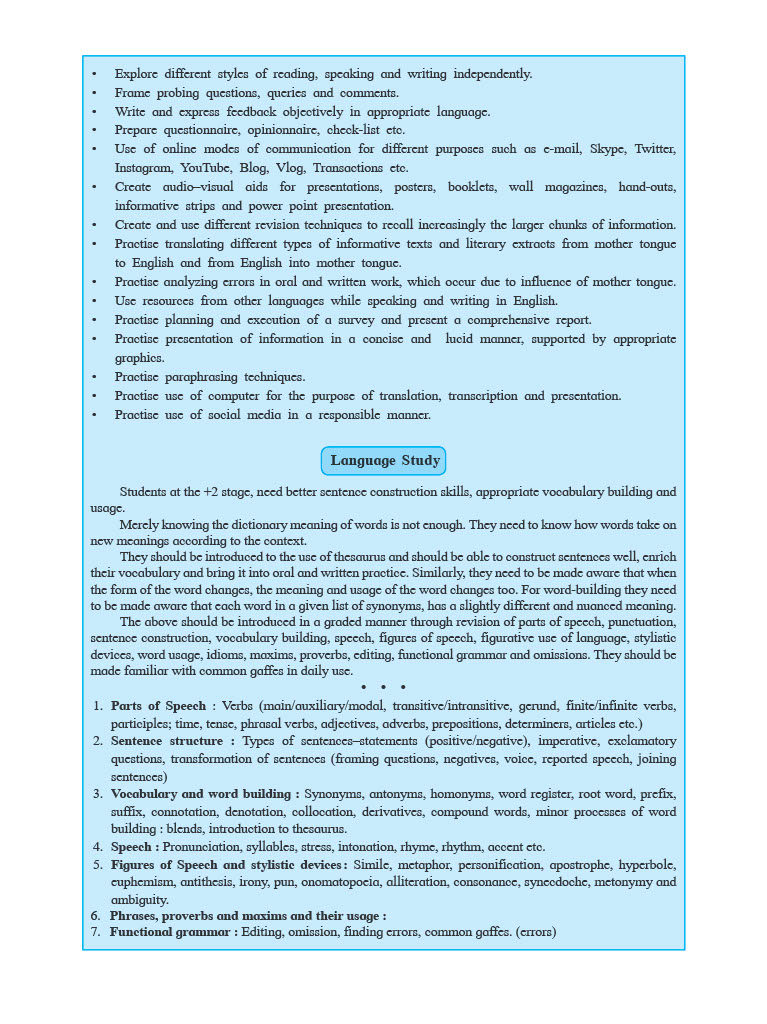 • Explore different styles of reading, speaking and writing independently.
• Frame probing questions, queries and comments.
• Write and express feedback objectively in appropriate language.
• Prepare questionnaire, opinionnaire, check-list etc.
• Use of online modes of communication for different purposes such as e-mail, Skype, Twitter,
Instagram, YouTube, Blog, Vlog, Transactions etc.
• Create audio–visual aids for presentations, posters, booklets, wall magazines, hand-outs,
informative strips and power point presentation.
• Create and use different revision techniques to recall increasingly the larger chunks of information.
• Practise translating different types of informative texts and literary extracts from mother tongue
to English and from English into mother tongue.
• Practise analyzing errors in oral and written work, which occur due to influence of mother tongue.
• Use resources from other languages while speaking and writing in English.
• Practise planning and execution of a survey and present a comprehensive report.
• Practise presentation of information in a concise and lucid manner, supported by appropriate
graphics.
• Practise paraphrasing techniques.
• Practise use of computer for the purpose of translation, transcription and presentation.
• Practise use of social media in a responsible manner.
Language Study
Students at the +2 stage, need better sentence construction skills, appropriate vocabulary building and
usage.
Merely knowing the dictionary meaning of words is not enough. They need to know how words take on
new meanings according to the context.
They should be introduced to the use of thesaurus and should be able to construct sentences well, enrich
their vocabulary and bring it into oral and written practice. Similarly, they need to be made aware that when
the form of the word changes, the meaning and usage of the word changes too. For word-building they need
to be made aware that each word in a given list of synonyms, has a slightly different and nuanced meaning.
The above should be introduced in a graded manner through revision of parts of speech, punctuation,
sentence construction, vocabulary building, speech, figures of speech, figurative use of language, stylistic
devices, word usage, idioms, maxims, proverbs, editing, functional grammar and omissions. They should be
made familiar with common gaffes in daily use.
• • •
1. Parts of Speech : Verbs (main/auxiliary/modal, transitive/intransitive, gerund, finite/infinite verbs,
participles; time, tense, phrasal verbs, adjectives, adverbs, prepositions, determiners, articles etc.)
2. Sentence structure : Types of sentences–statements (positive/negative), imperative, exclamatory
questions, transformation of sentences (framing questions, negatives, voice, reported speech, joining
sentences)
3. Vocabulary and word building : Synonyms, antonyms, homonyms, word register, root word, prefix,
suffix, connotation, denotation, collocation, derivatives, compound words, minor processes of word
building : blends, introduction to thesaurus.
4. Speech : Pronunciation, syllables, stress, intonation, rhyme, rhythm, accent etc.
5. Figures of Speech and stylistic devices : Simile, metaphor, personification, apostrophe, hyperbole,
euphemism, antithesis, irony, pun, onomatopoeia, alliteration, consonance, synecdoche, metonymy and
ambiguity.
6. Phrases, proverbs and maxims and their usage :
7. Functional grammar : Editing, omission, finding errors, common gaffes. (errors)